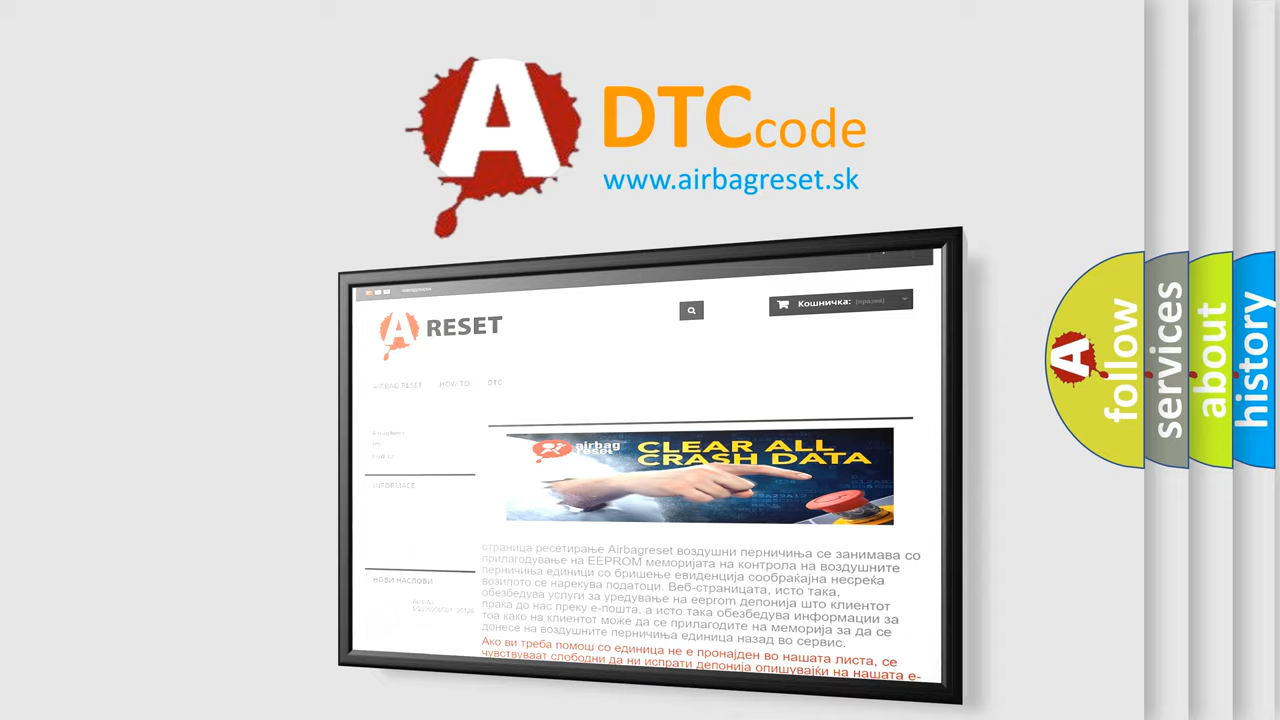 A
DTCcode
www.airbagreset.sk
A RESET
Кошничка: (празна)
AIRBAG RESET HOW TO DTC
INFORMACE
airbag
reset
CLEAR ALL
CRASH DATA
страница ресетирање Airbagreset воздушни перничиња се занимава со
прилагодување на EEPROM меморијата на контрола на воздушните
перничиња единици со бришење евиденција сообраќајна несреќа
возилото се нарекува податоци. Веб-страницата, исто така,
обезбедува услуги за уредување на eeprom депонија што клиентот
праќа до нас преку е-пошта, а исто така обезбедува информации за
тоа како на клиентот може да се прилагодите на меморија за да се
донесе на воздушните перничиња единица назад во сервис.
Ако ви треба помош со единица не е пронајден во нашата листа, се
чувствуваат слободни да ни испрати депонија опишувајќи на нашата е-
НОВИ НАСЛОВИ
A
follow
services
about
history